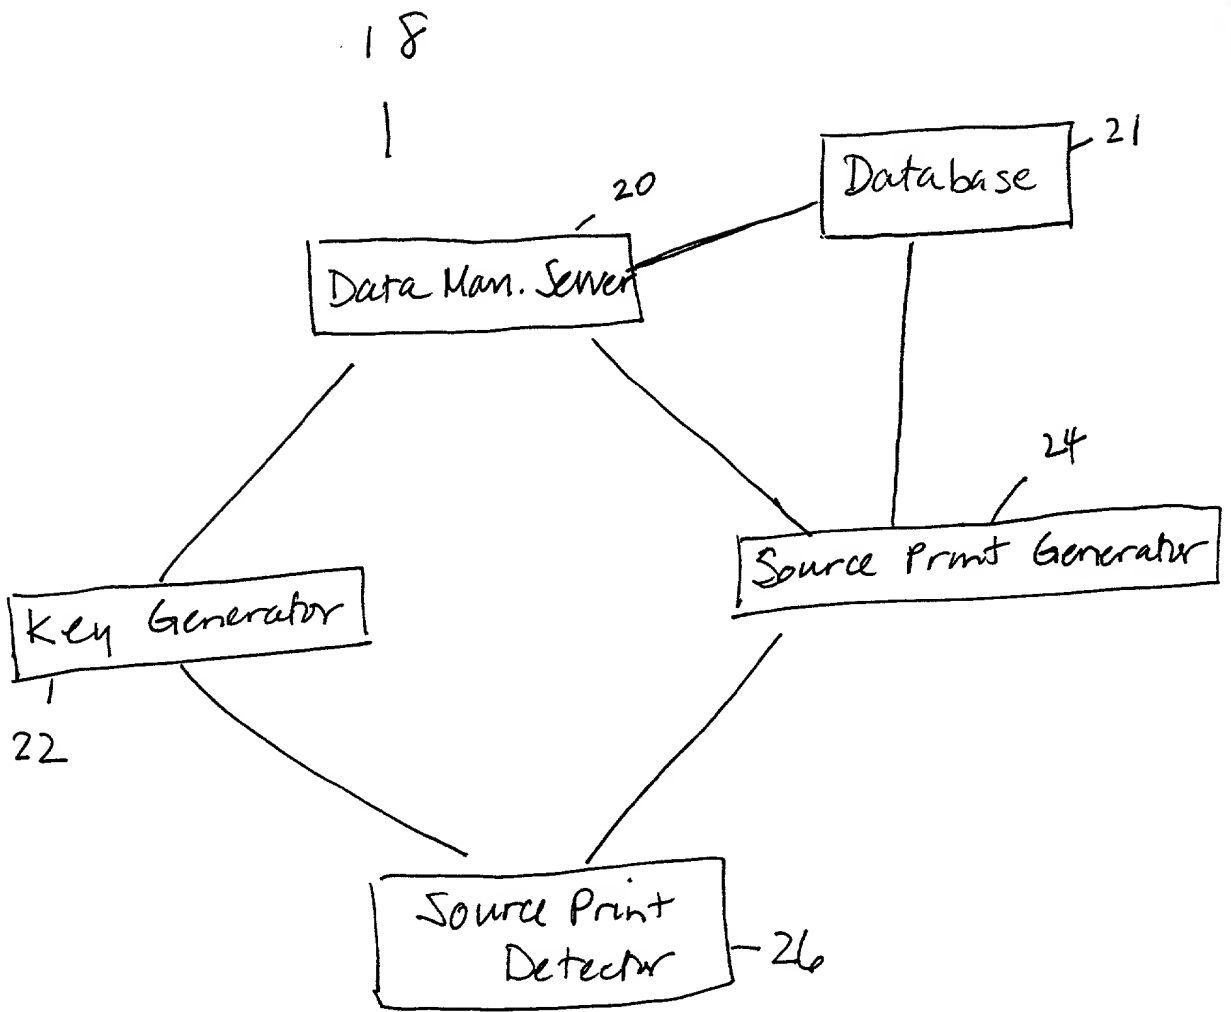 18
21
Database
20
Data Man. Server
24
Source Print Generator
Key Generator
22
Source Print
Detector
26